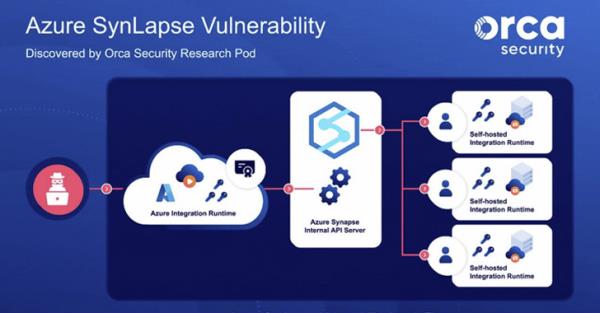 Azure SynLapse Vulnerability
Discovered by Orca Security Research Pod
orca
security
Azure Integration Runtime
Azure Synapse
Internal API Server
Self-hosted
Integration Runtime
Self-hosted
Integration Runtime
Self-hosted
Integration Runtime